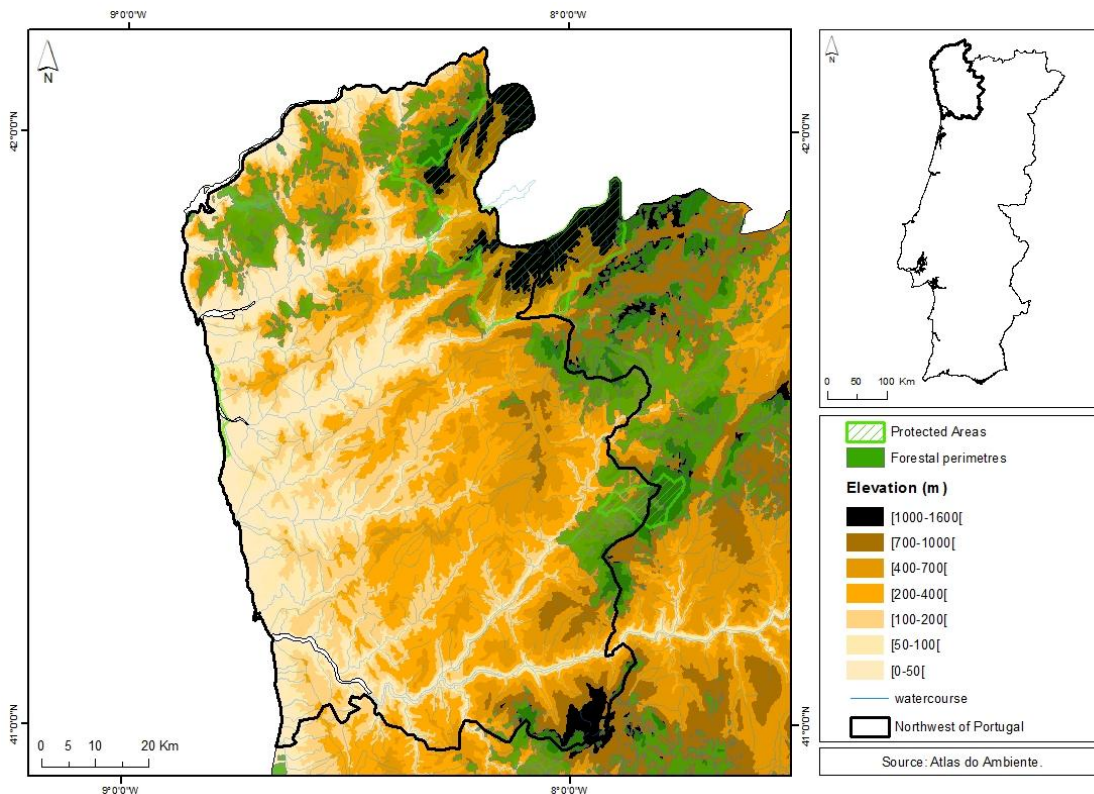 9°0'0"W
8°0'0"W
N
42°0'0"N
42°0'0"N
41°0'0"N
41°0'0"N
0 5 10 20 Km
9°0'0"W
8°0'0"W
N
0 50 100 Km
Protected Areas
Forestal perimetres
Elevation (m)
[1000-1600[
[700-1000[
[400-700[
[200-400[
[100-200[
[50-100[
[0-50[
watercourse
Northwest of Portugal
Source: Atlas do Ambiente.